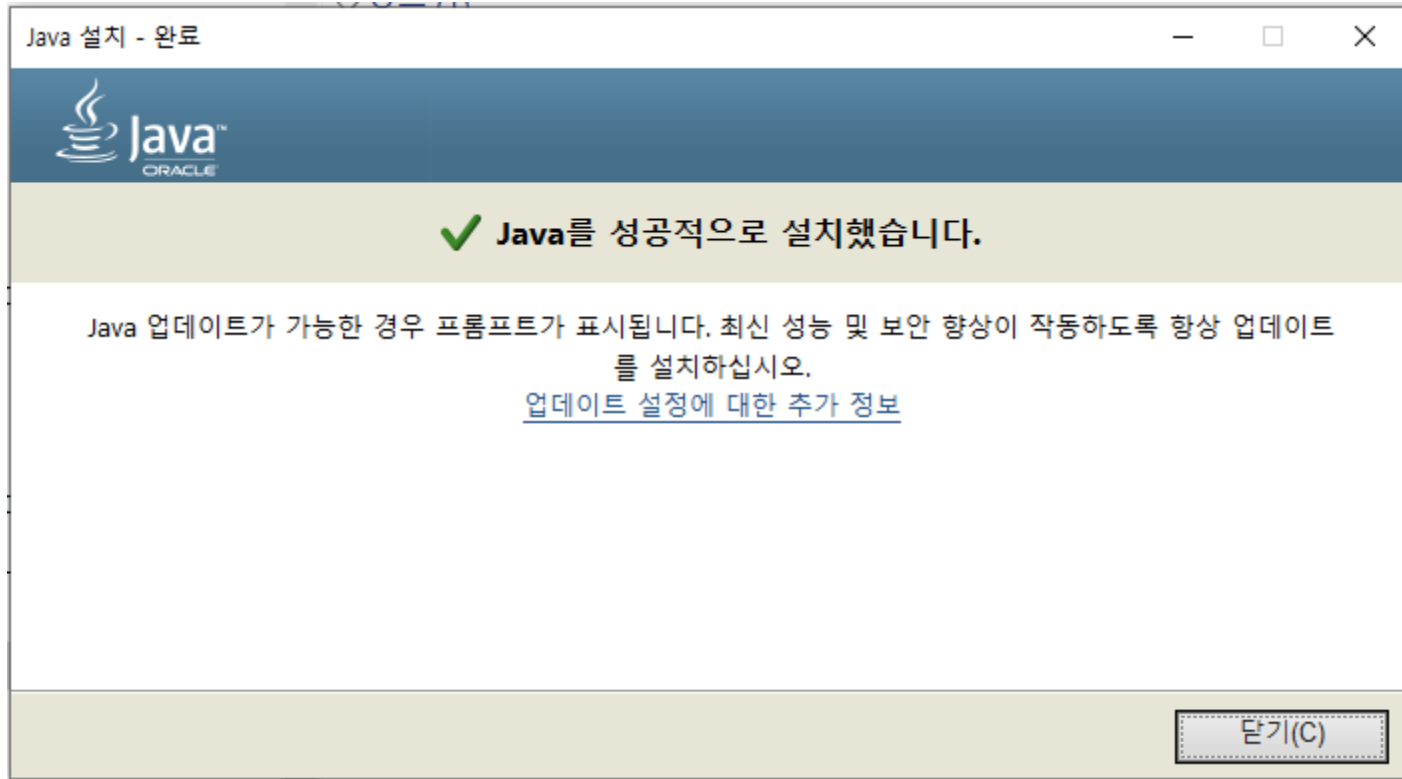 Java 설치 - 완료
Java™
ORACLE
Java를 성공적으로 설치했습니다.
Java 업데이트가 가능한 경우 프롬프트가 표시됩니다. 최신 성능 및 보안 향상이 작동하도록 항상 업데이트
를 설치하십시오.
업데이트 설정에 대한 추가 정보
닫기(C)